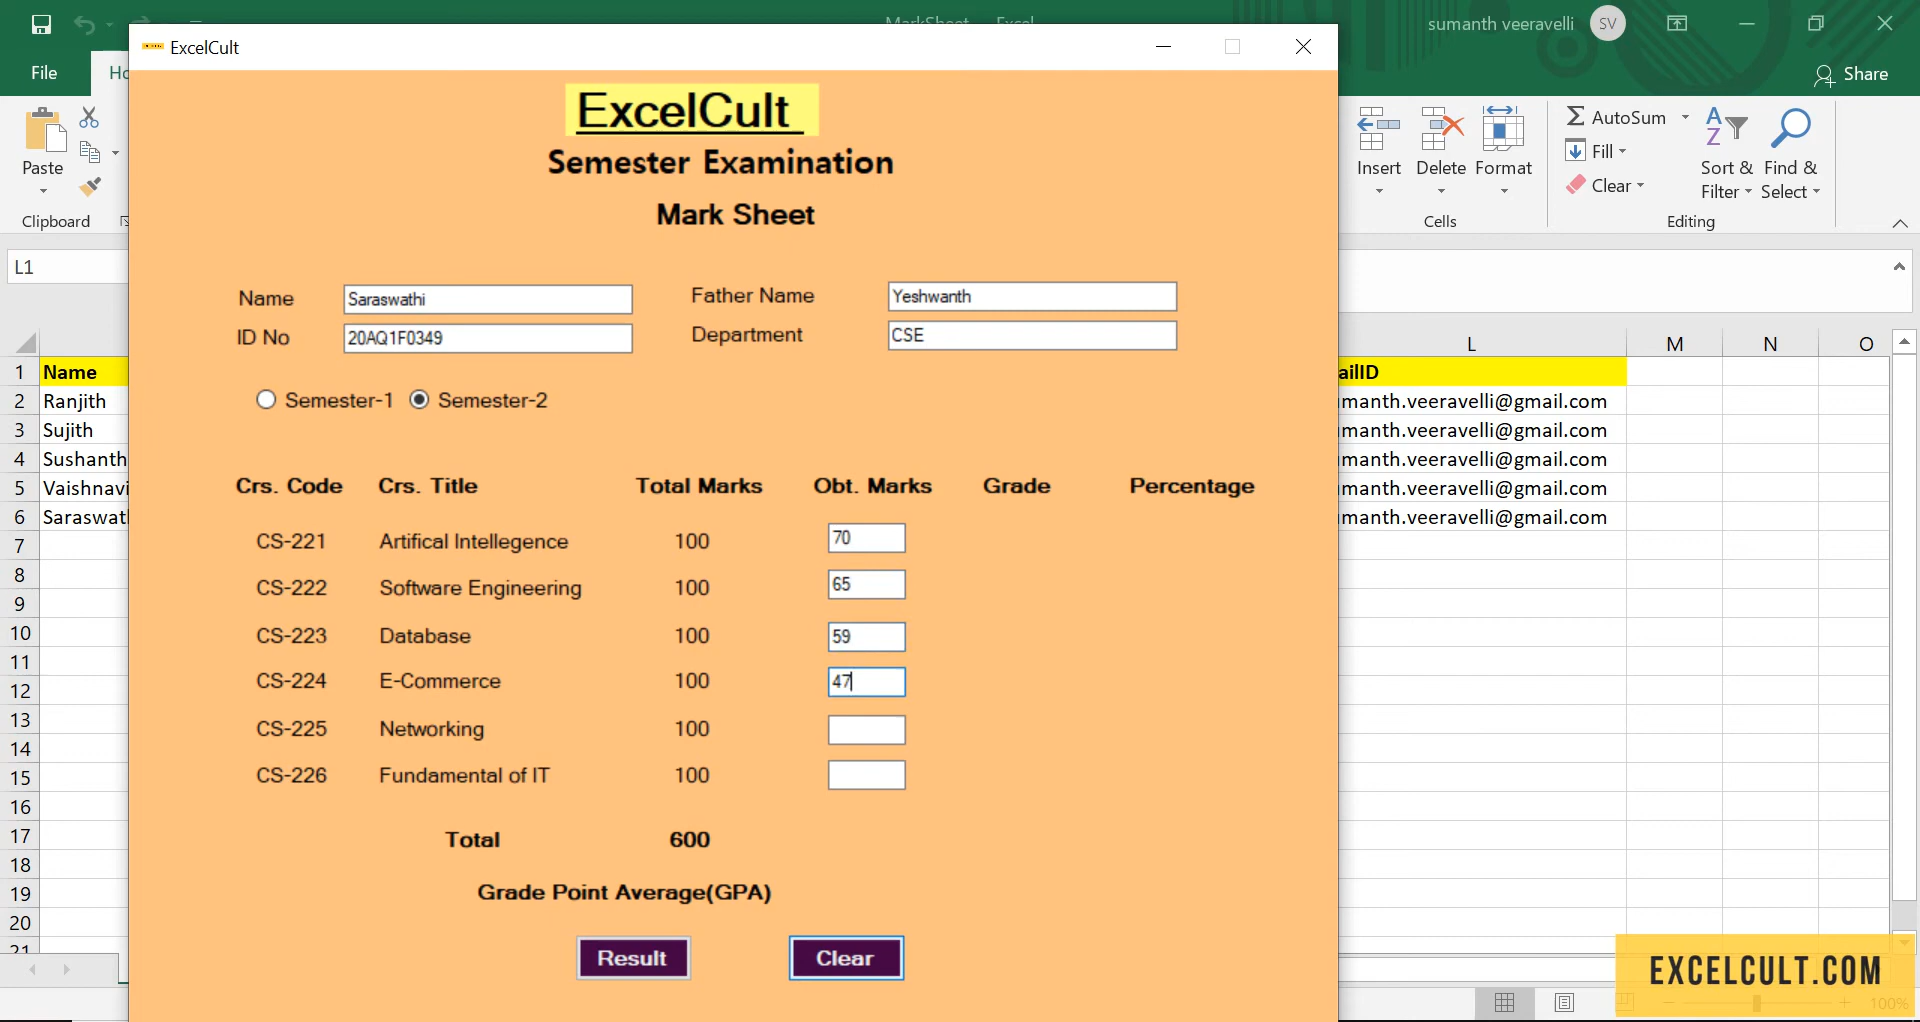 MarkSheet - Excel
sumanth veeravelli SV
ExcelCult
File
Share
ExcelCult
Semester Examination
Mark Sheet
Paste
Clipboard
Insert Delete Format
Cells
AutoSum
Fill
Clear
Sort & Filter
Find & Select
Editing
L1
Name Saraswathi Father Name Yeshwanth
ID No 20AQ1F0349 Department CSE
Semester-1 Semester-2
Crs. Code Crs. Title Total Marks Obt. Marks Grade Percentage
CS-221 Artifical Intellegence 100 70
CS-222 Software Engineering 100 65
CS-223 Database 100 59
CS-224 E-Commerce 100 47
CS-225 Networking 100
CS-226 Fundamental of IT 100
Total 600
Grade Point Average(GPA)
Result Clear
L M N O
1 Name ailID
2 Ranjith manth.veeravelli@gmail.com
3 Sujith manth.veeravelli@gmail.com
4 Sushanth manth.veeravelli@gmail.com
5 Vaishnavi manth.veeravelli@gmail.com
6 Saraswat manth.veeravelli@gmail.com
7
8
9
10
11
12
13
14
15
16
17
18
19
20
21
EXCELCULT.COM
100%